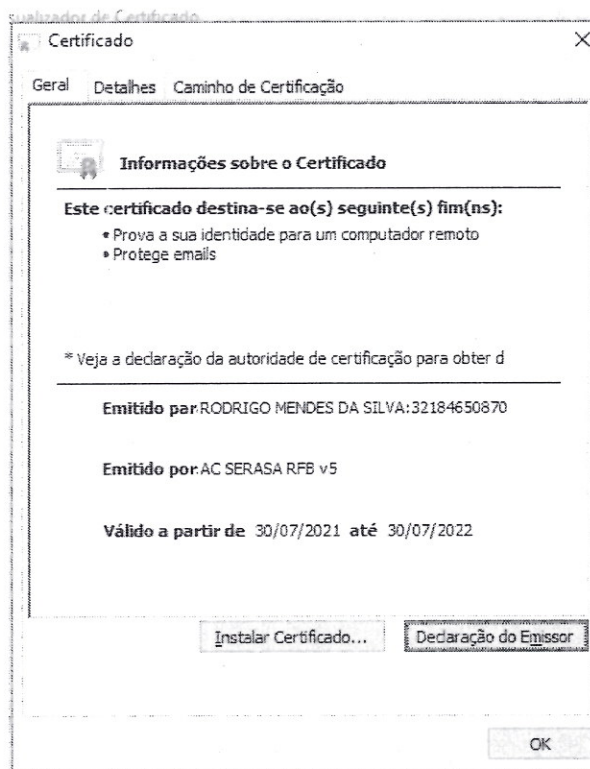 ualizador de Certificado
Certificado
Geral Detalhes Caminho de Certificação
Informações sobre o Certificado
Este certificado destina-se ao(s) seguinte(s) fim(ns):
• Prova a sua identidade para um computador remoto
• Protege emails
* Veja a declaração da autoridade de certificação para obter d
Emitido par RODRIGO MENDES DA SILVA:32184650870
Emitido por AC SERASA RFB v5
Válido a partir de 30/07/2021 até 30/07/2022
Instalar Certificado... Declaração do Emissor
OK